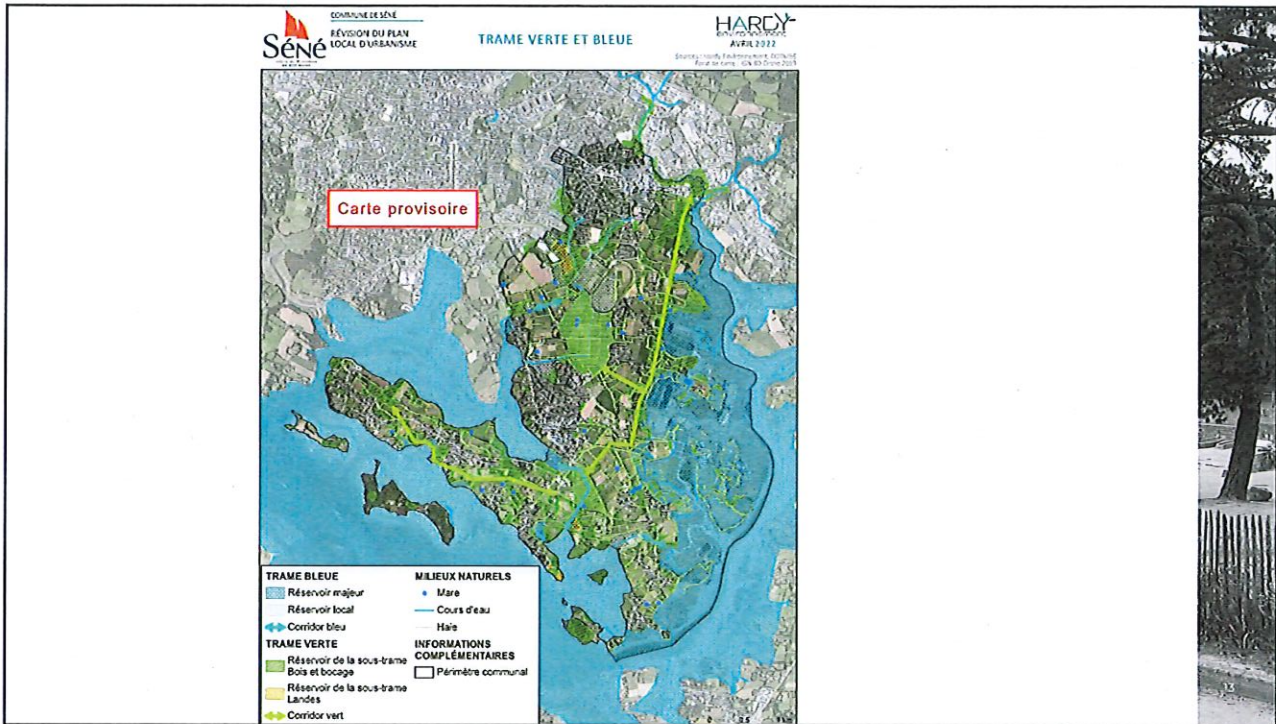 Séné
COMMUNE DE SÉNÉ
RÉVISION DU PLAN
LOCAL D'URBANISME
TRAME VERTE ET BLEUE
HARDY
environnement
AVRIL 2022
Carte provisoire
TRAME BLEUE
Réservoir majeur
Réservoir local
Corridor bleu
TRAME VERTE
Réservoir de la sous-trame
Bois et bocage
Réservoir de la sous-trame
Landes
Corridor vert
MILIEUX NATURELS
Mare
Cours d'eau
Haie
INFORMATIONS
COMPLÉMENTAIRES
Périmètre communal
13